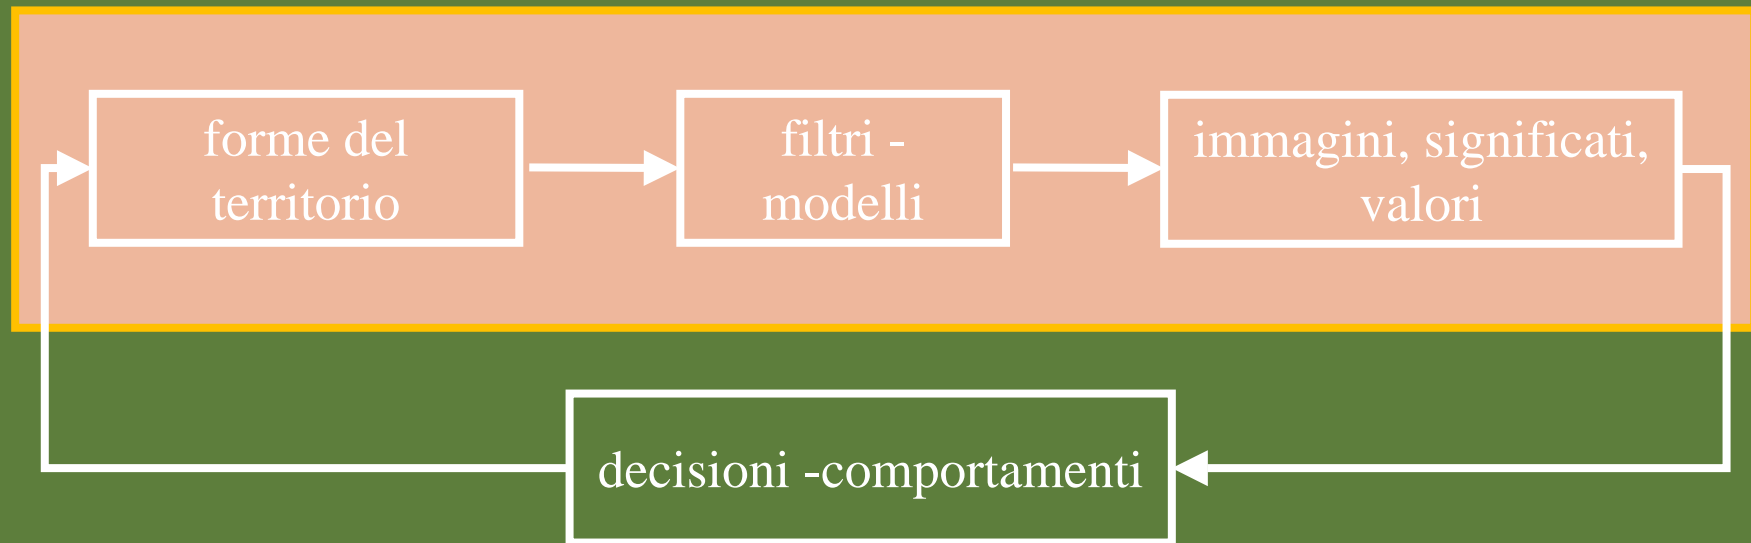 forme del
territorio
filtri -
modelli
immagini, significati,
valori
decisioni -comportamenti